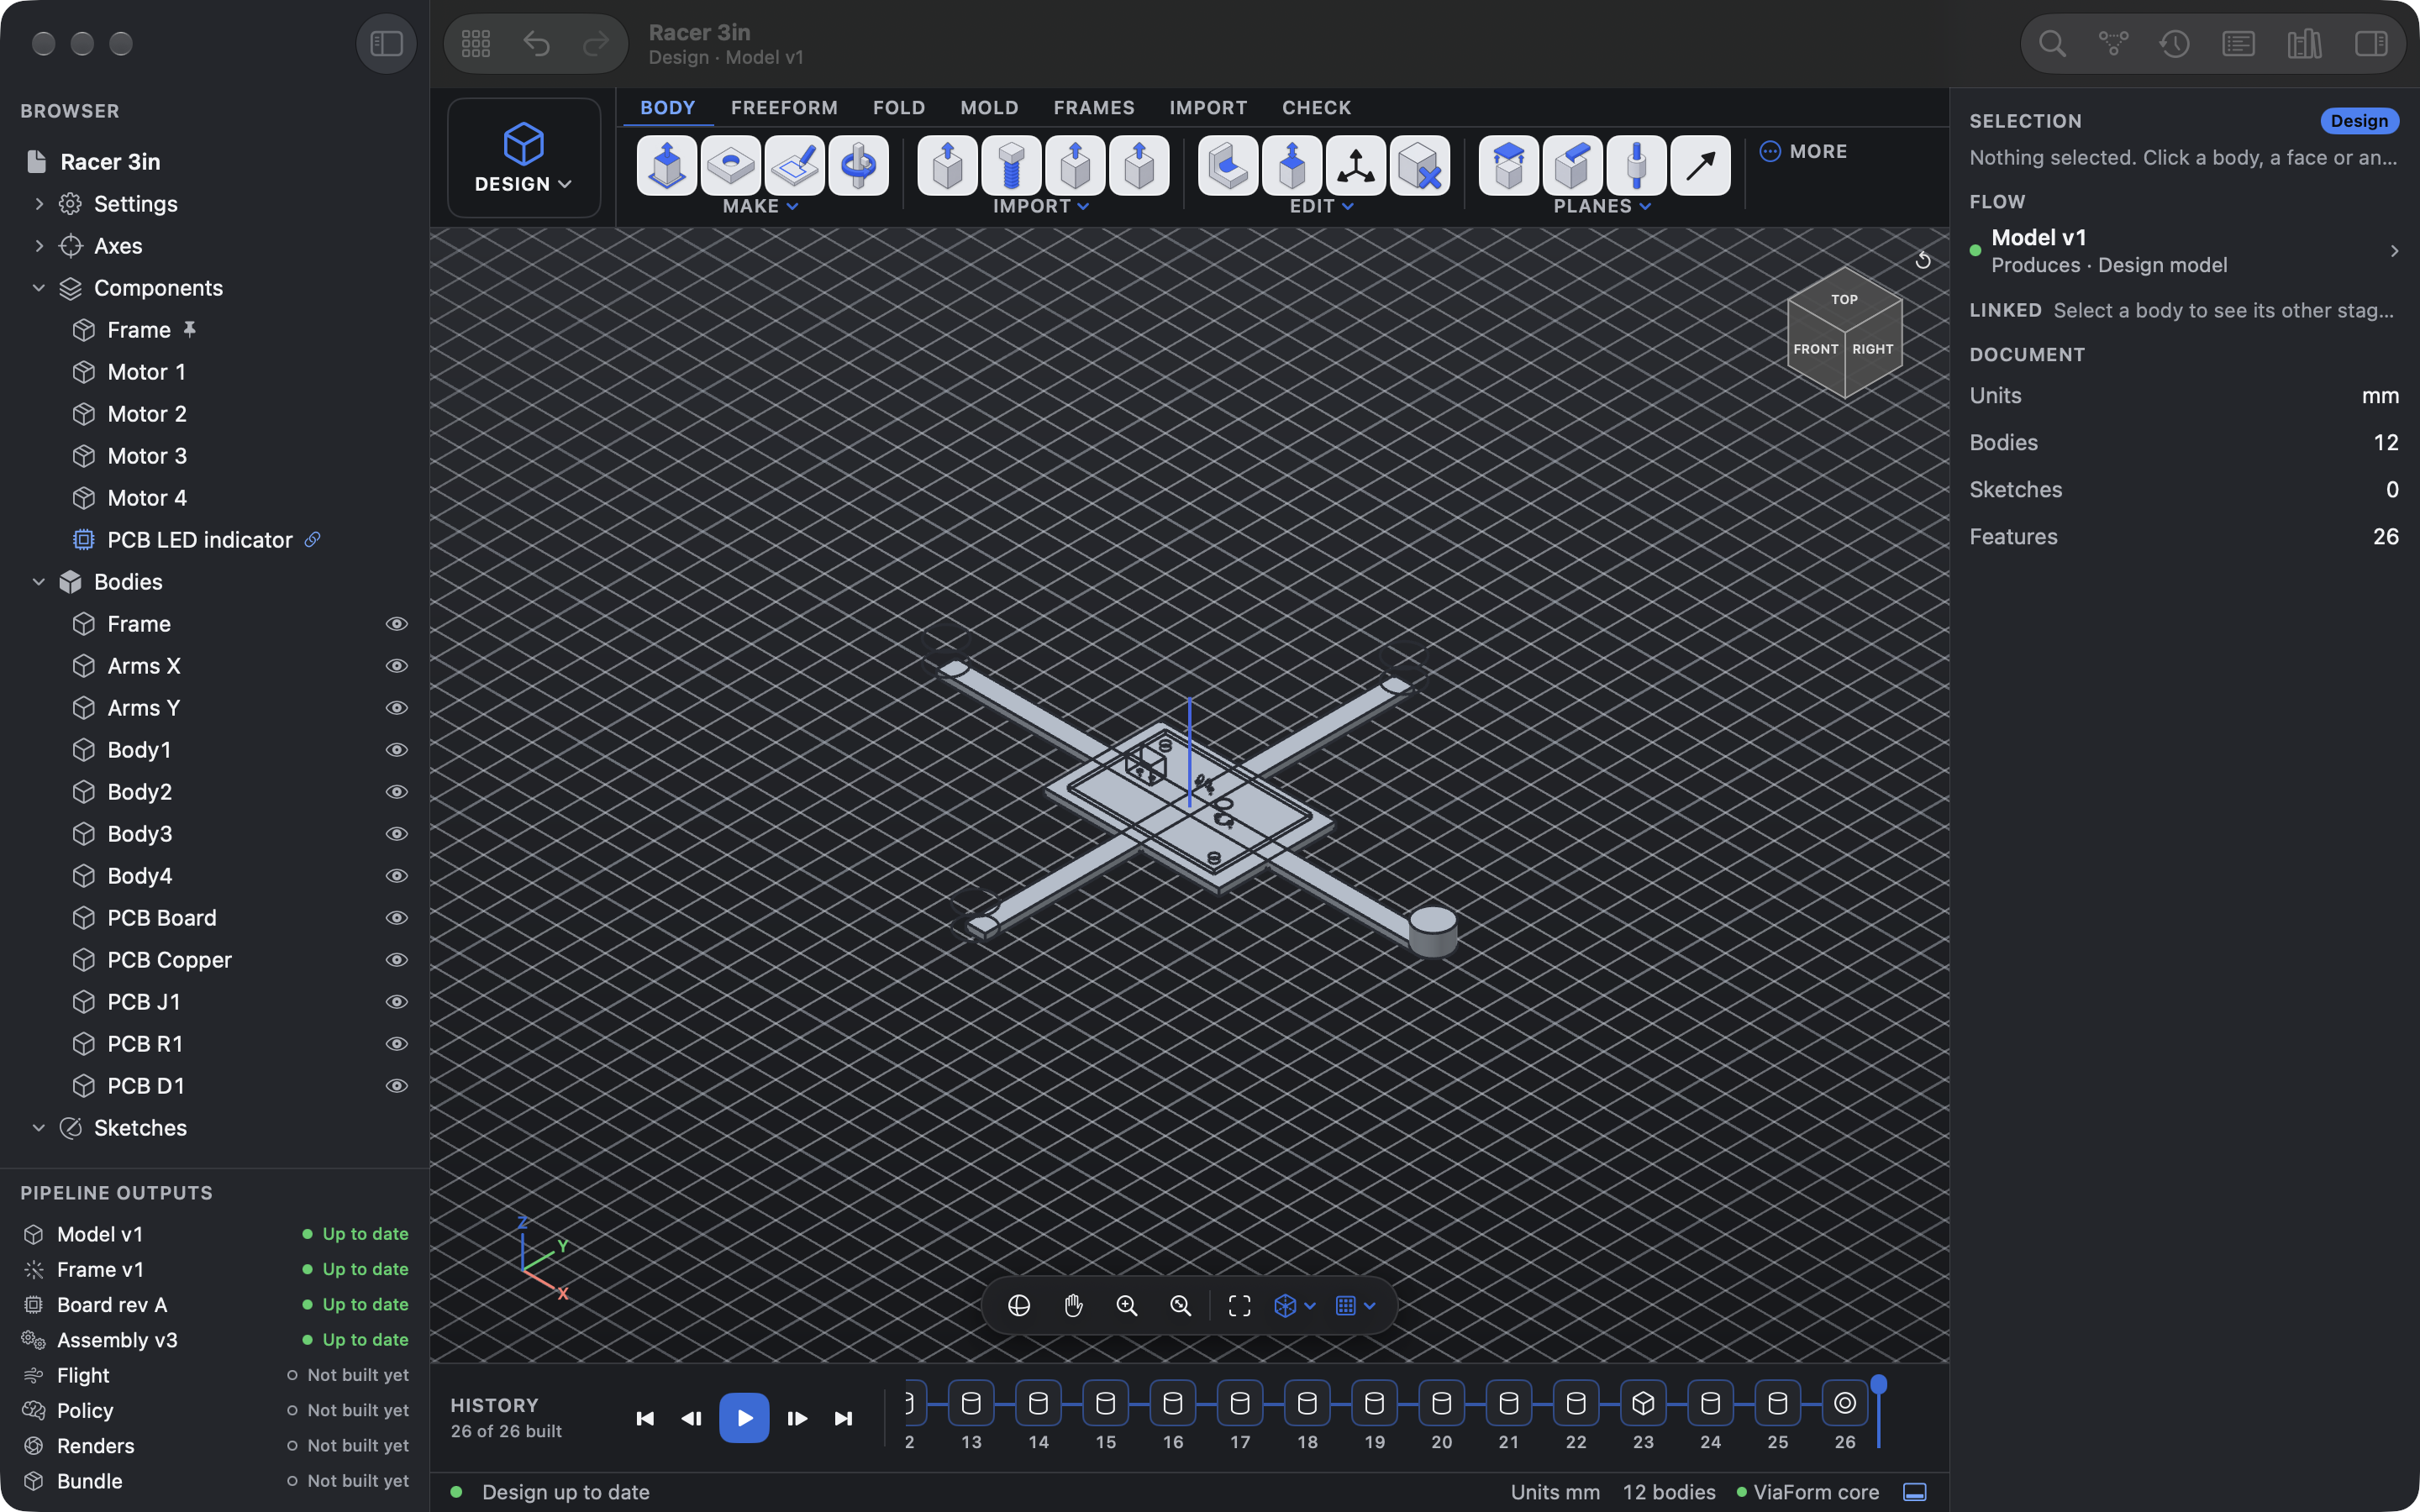 Racer 3in
Design · Model v1
BROWSER
Racer 3in
Settings
Axes
Components
Frame
Motor 1
Motor 2
Motor 3
Motor 4
PCB LED indicator
Bodies
Frame
Arms X
Arms Y
Body1
Body2
Body3
Body4
PCB Board
PCB Copper
PCB J1
PCB R1
PCB D1
Sketches
PIPELINE OUTPUTS
Model v1 Up to date
Frame v1 Up to date
Board rev A Up to date
Assembly v3 Up to date
Flight Not built yet
Policy Not built yet
Renders Not built yet
Bundle Not built yet
DESIGN
BODY FREEFORM FOLD MOLD FRAMES IMPORT CHECK
MAKE IMPORT EDIT PLANES
MORE
TOP
FRONT RIGHT
Z
Y
X
HISTORY
26 of 26 built
2 13 14 15 16 17 18 19 20 21 22 23 24 25 26
Design up to date
Units mm 12 bodies ViaForm core
SELECTION Design
Nothing selected. Click a body, a face or an...
FLOW
Model v1
Produces · Design model
LINKED Select a body to see its other stag...
DOCUMENT
Units mm
Bodies 12
Sketches 0
Features 26